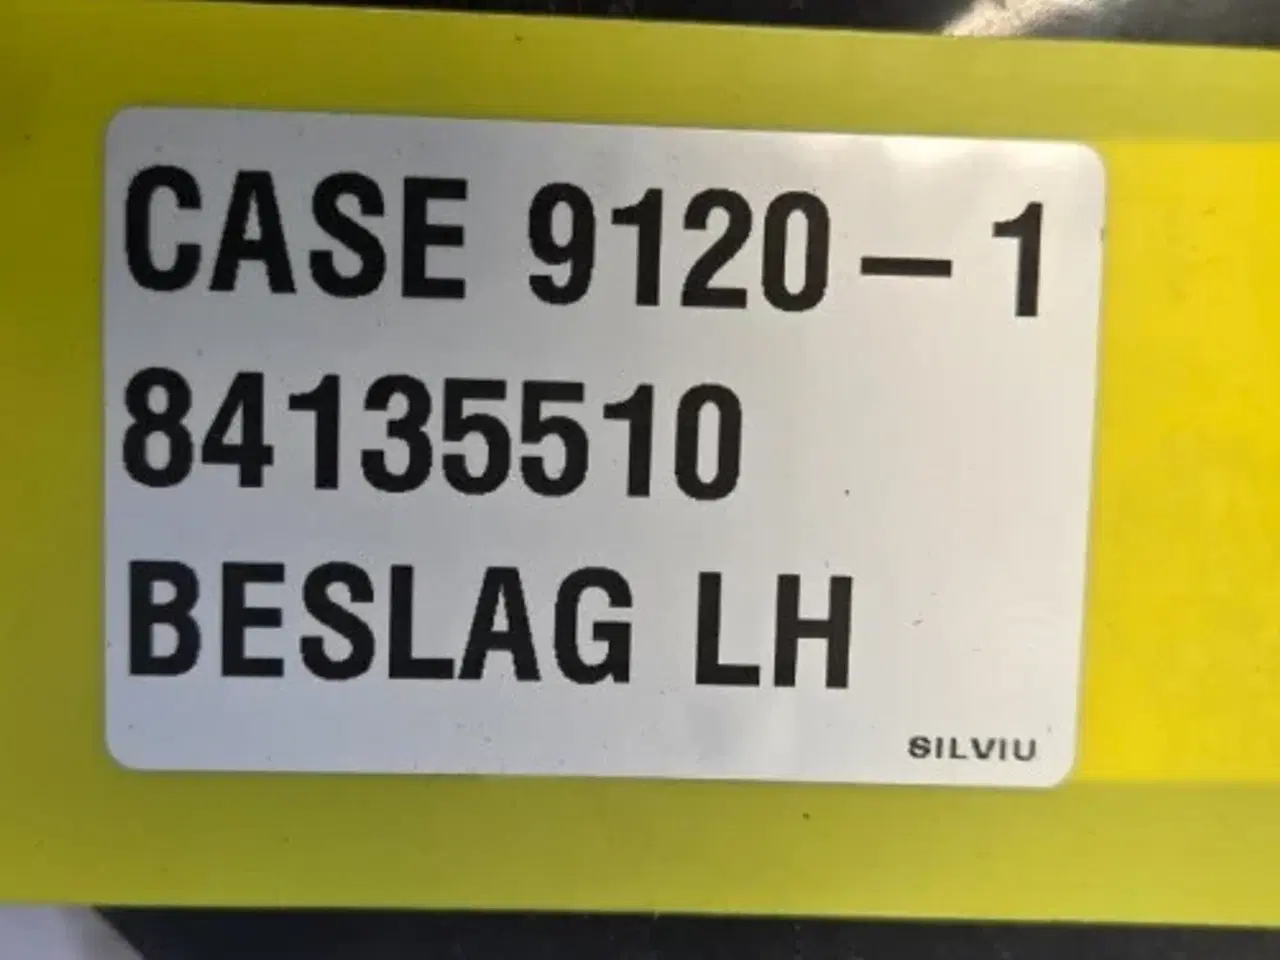 CASE 9120 – 1
84135510
BESLAG LH
SILVIU